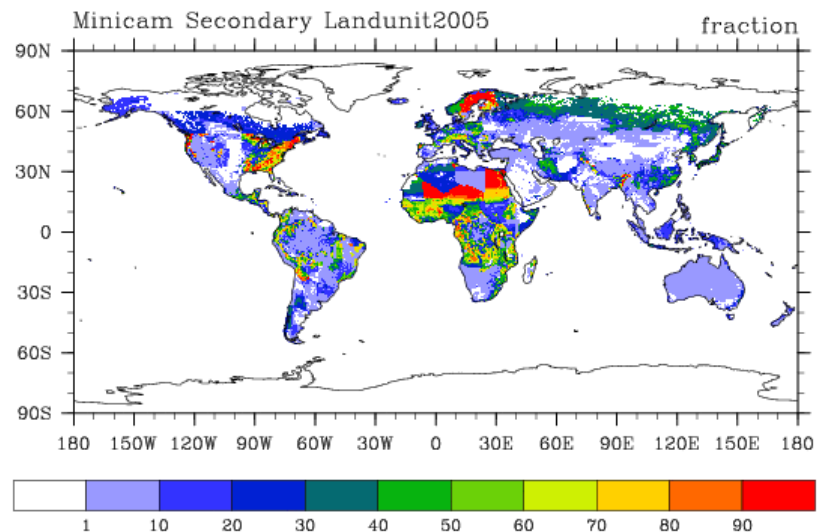 Minicam Secondary Landunit2005 fraction
90N
60N
30N
0
30S
60S
90S
180 150W 120W 90W 60W 30W 0 30E 60E 90E 120E 150E 180
1 10 20 30 40 50 60 70 80 90